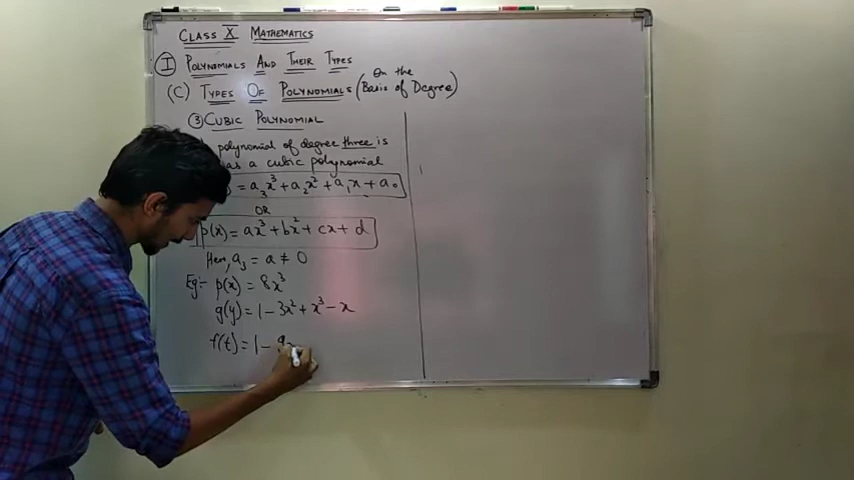 CLASS X MATHEMATICS
I POLYNOMIALS AND THEIR TYPES
(C) TYPES OF POLYNOMIALS (On the Basis of Degree)
③ CUBIC POLYNOMIAL
polynomial of degree three is
as a cubic polynomial
= a₃x³ + a₂x² + a₁x + a₀
OR
p(x) = ax³ + bx² + cx + d
Here, a₃ = a ≠ 0
Eg:- p(x) = 8x³
g(y) = 1 - 3x² + x³ - x
f(t) = 1 - 9